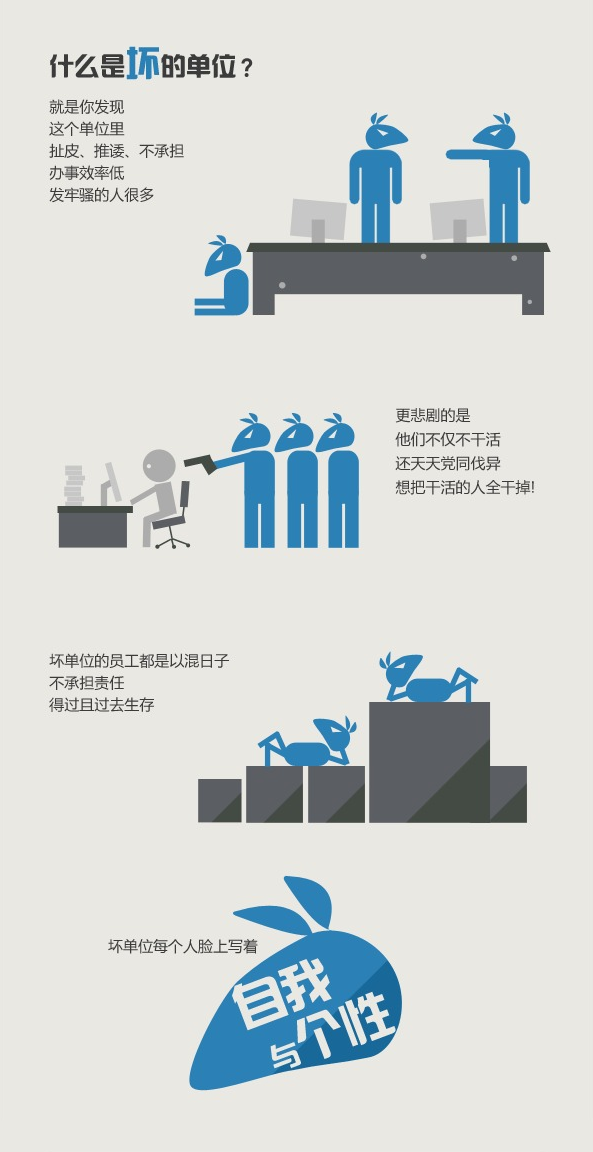 什么是坏的单位？
就是你发现
这个单位里
扯皮、推诿、不承担
办事效率低
发牢骚的人很多
更悲剧的是
他们不仅不干活
还天天党同伐异
想把干活的人全干掉!
坏单位的员工都是以混日子
不承担责任
得过且过去生存
坏单位每个人脸上写着
自我
与个性